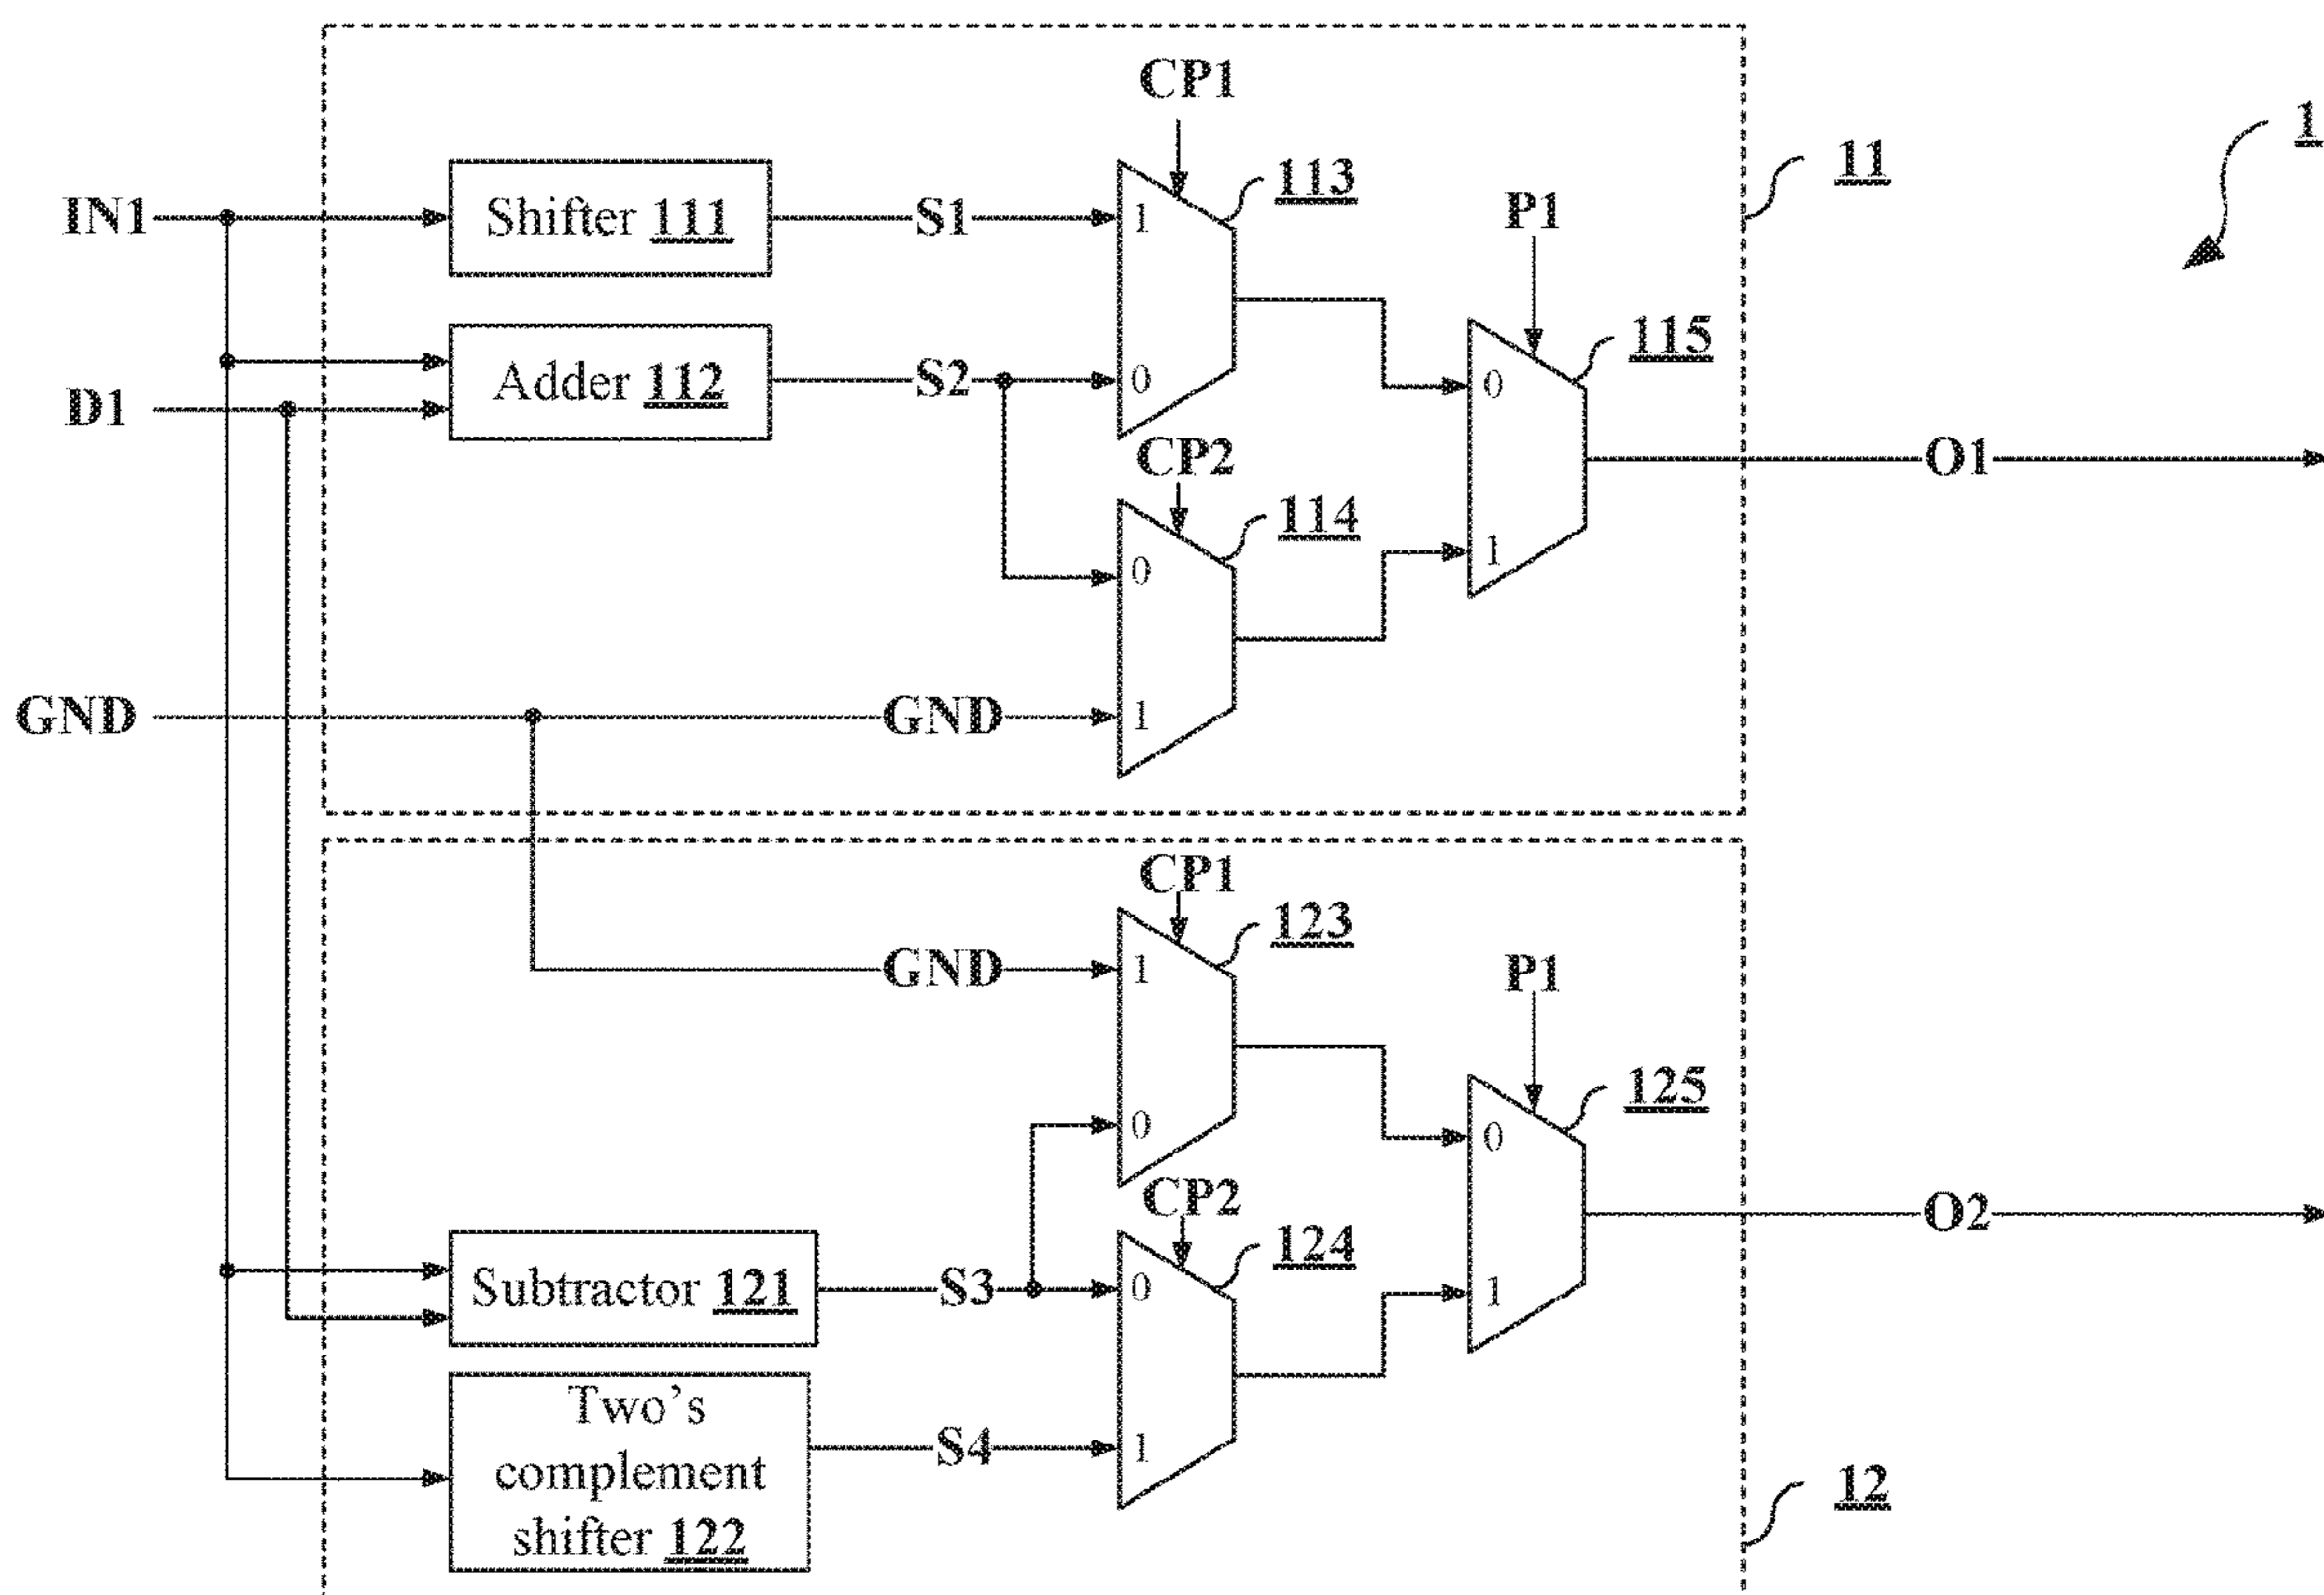 CP1
1
IN1
Shifter 111
S1
1
113
P1
11
Adder 112
S2
0
0
115
D1
CP2
O1
0
114
1
GND
GND
1
CP1
123
GND
1
P1
0
0
125
CP2
O2
Subtractor 121
S3
0
124
1
Two's
complement
shifter 122
S4
1
12